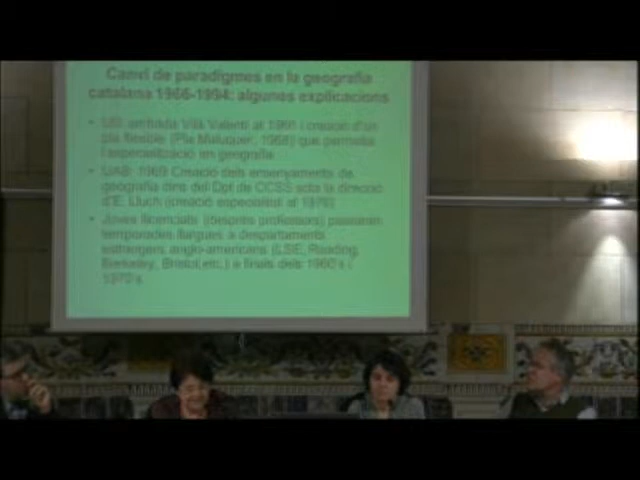 Canvi de paradigmes en la geografia
catalana 1966-1994: algunes explicacions
UB: arribada Vilà Valentí al 1966 i creació d'un
pla flexible (Pla Maluquer, 1968) que permetia
l'especialització en geografia
UAB: 1969 Creació dels ensenyaments de
geografia dins del Dpt de CCSS sota la direcció
d'E. Lluch (creació especialitat al 1976)
Joves llicenciats (després professors) passaren
temporades llargues a departaments
estrangers anglo-americans (LSE, Reading,
Berkeley, Bristol,etc.) a finals dels 1960's i
1970's